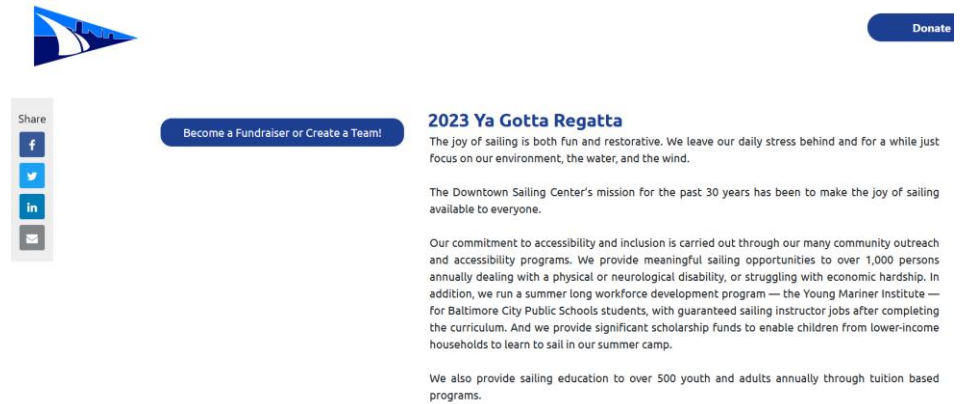 Donate
Share
Become a Fundraiser or Create a Team!
2023 Ya Gotta Regatta
The joy of sailing is both fun and restorative. We leave our daily stress behind and for a while just
focus on our environment, the water, and the wind.
The Downtown Sailing Center's mission for the past 30 years has been to make the joy of sailing
available to everyone.
Our commitment to accessibility and inclusion is carried out through our many community outreach
and accessibility programs. We provide meaningful sailing opportunities to over 1,000 persons
annually dealing with a physical or neurological disability, or struggling with economic hardship. In
addition, we run a summer long workforce development program — the Young Mariner Institute —
for Baltimore City Public Schools students, with guaranteed sailing instructor jobs after completing
the curriculum. And we provide significant scholarship funds to enable children from lower-income
households to learn to sail in our summer camp.
We also provide sailing education to over 500 youth and adults annually through tuition based
programs.